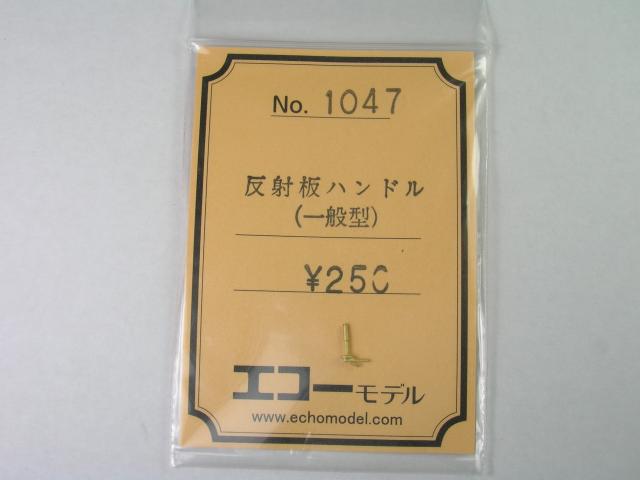 No. 1047
反射板ハンドル
(一般型)
¥250
エコーモデル
www.echomodel.com